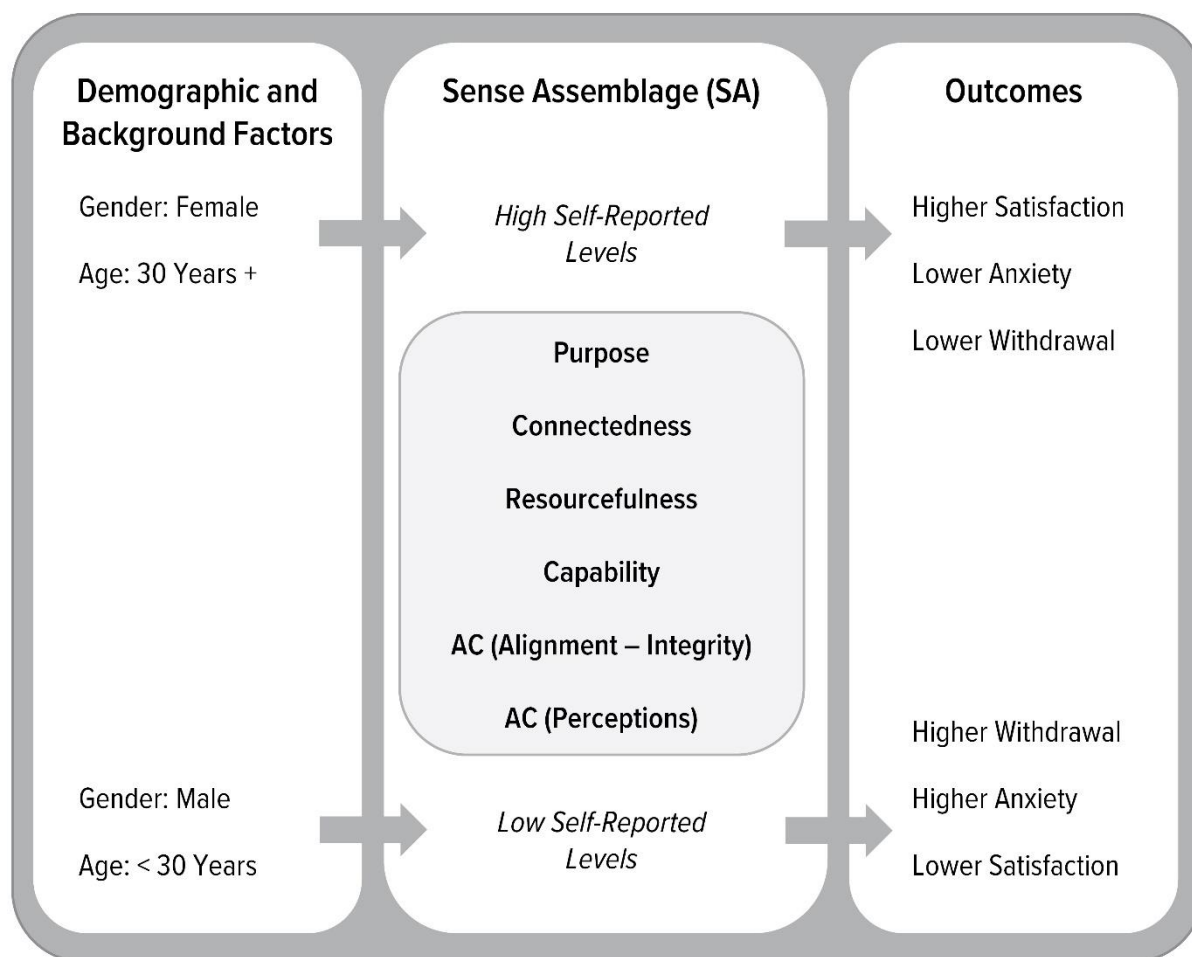 Demographic and
Background Factors
Gender: Female
Age: 30 Years +
Gender: Male
Age: < 30 Years
Sense Assemblage (SA)
High Self-Reported
Levels
Purpose
Connectedness
Resourcefulness
Capability
AC (Alignment – Integrity)
AC (Perceptions)
Low Self-Reported
Levels
Outcomes
Higher Satisfaction
Lower Anxiety
Lower Withdrawal
Higher Withdrawal
Higher Anxiety
Lower Satisfaction